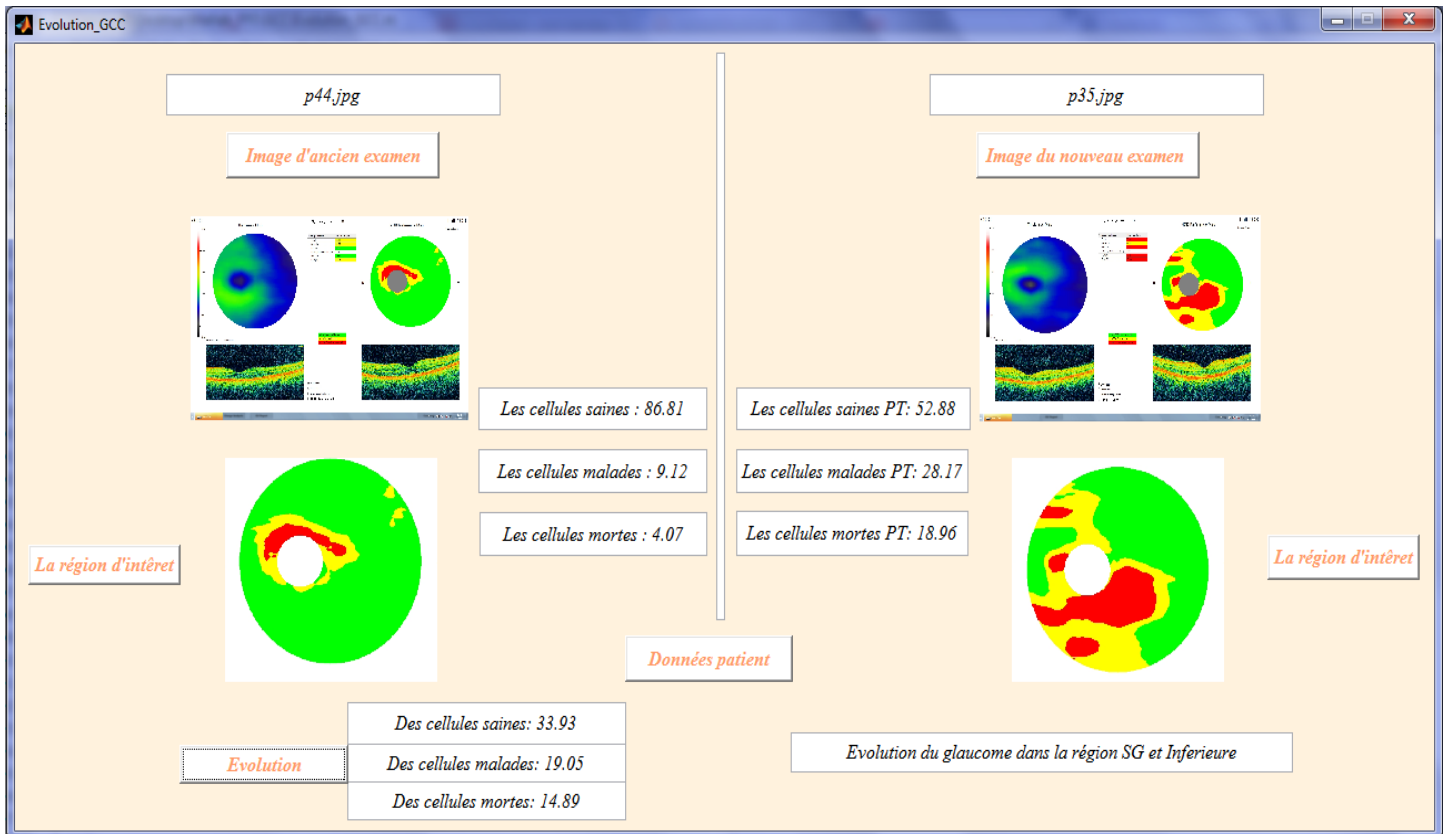 Evolution_GCC
p44.jpg
Image d'ancien examen
Les cellules saines : 86.81
Les cellules malades : 9.12
Les cellules mortes : 4.07
La région d'intêret
p35.jpg
Image du nouveau examen
Les cellules saines PT: 52.88
Les cellules malades PT: 28.17
Les cellules mortes PT: 18.96
La région d'intêret
Données patient
Evolution
Des cellules saines: 33.93
Des cellules malades: 19.05
Des cellules mortes: 14.89
Evolution du glaucome dans la région SG et Inferieure